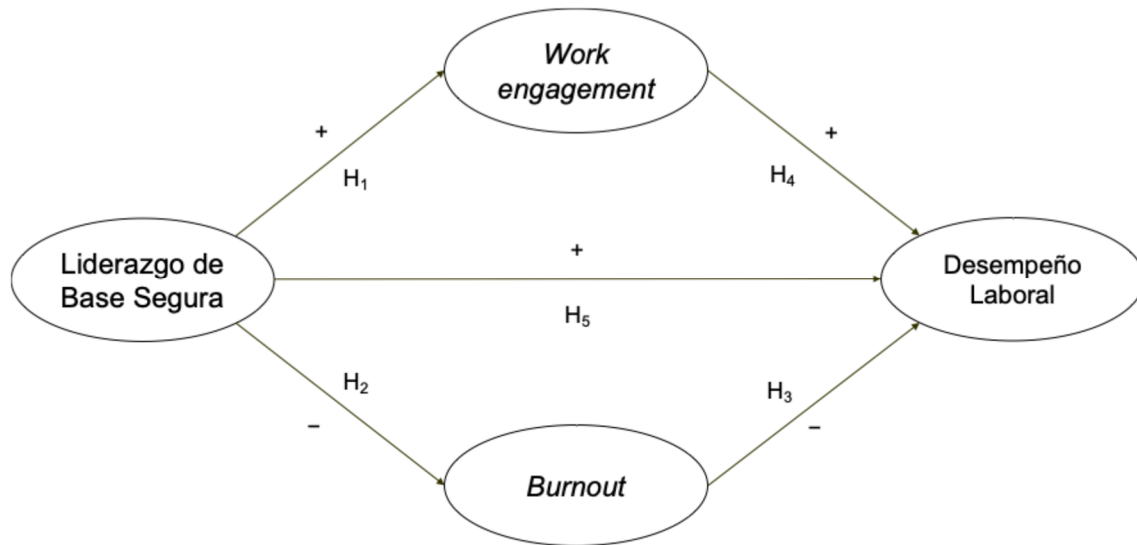 Work
engagement
+
+
H₁
H₄
Liderazgo de
Base Segura
+
H₅
Desempeño
Laboral
H₂
H₃
–
–
Burnout